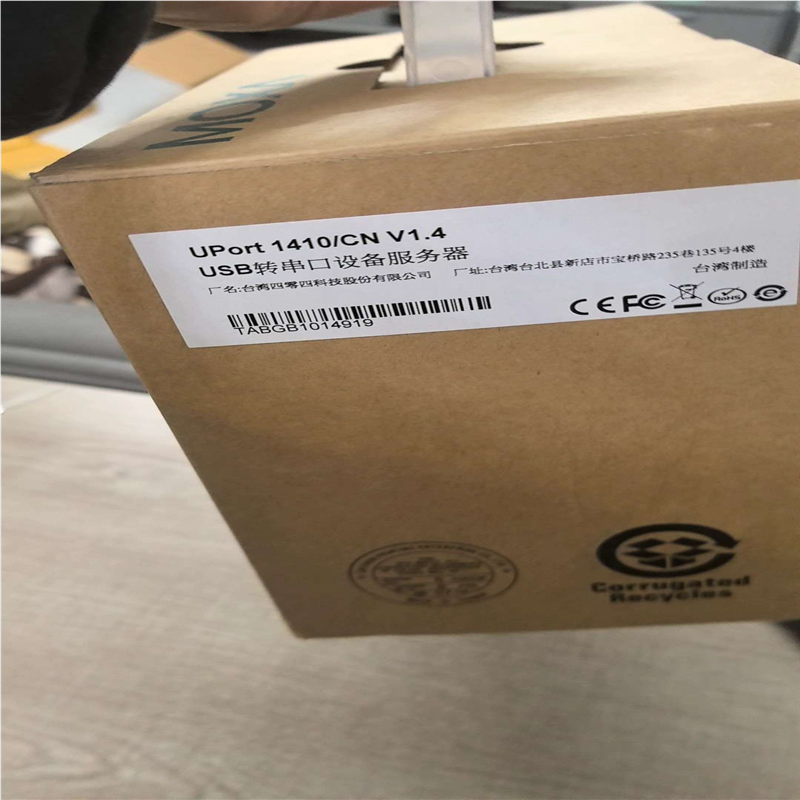 MOXA
UPort 1410/CN V1.4
USB转串口设备服务器
厂名:台湾四零四科技股份有限公司 厂址:台湾台北县新店市宝桥路235巷135号4楼
台湾制造
TABGB1014919
CE FC RoHS e
Corrugated
Recycles